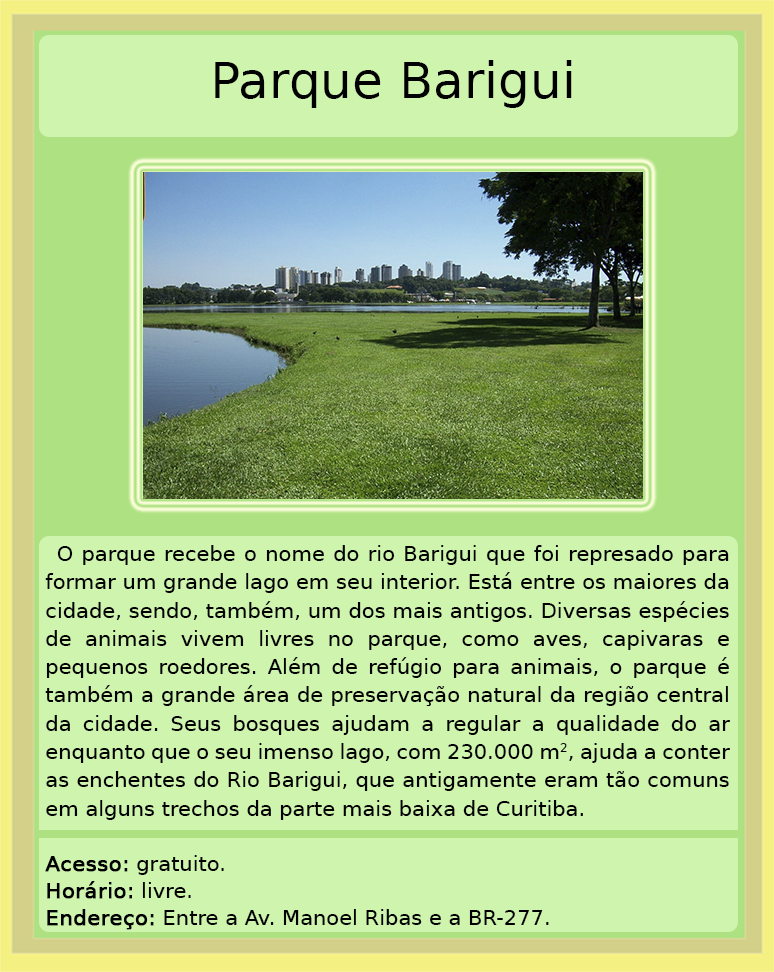 Parque Barigui
O parque recebe o nome do rio Barigui que foi represado para
formar um grande lago em seu interior. Está entre os maiores da
cidade, sendo, também, um dos mais antigos. Diversas espécies
de animais vivem livres no parque, como aves, capivaras e
pequenos roedores. Além de refúgio para animais, o parque é
também a grande área de preservação natural da região central
da cidade. Seus bosques ajudam a regular a qualidade do ar
enquanto que o seu imenso lago, com 230.000 m², ajuda a conter
as enchentes do Rio Barigui, que antigamente eram tão comuns
em alguns trechos da parte mais baixa de Curitiba.
Acesso: gratuito.
Horário: livre.
Endereço: Entre a Av. Manoel Ribas e a BR-277.